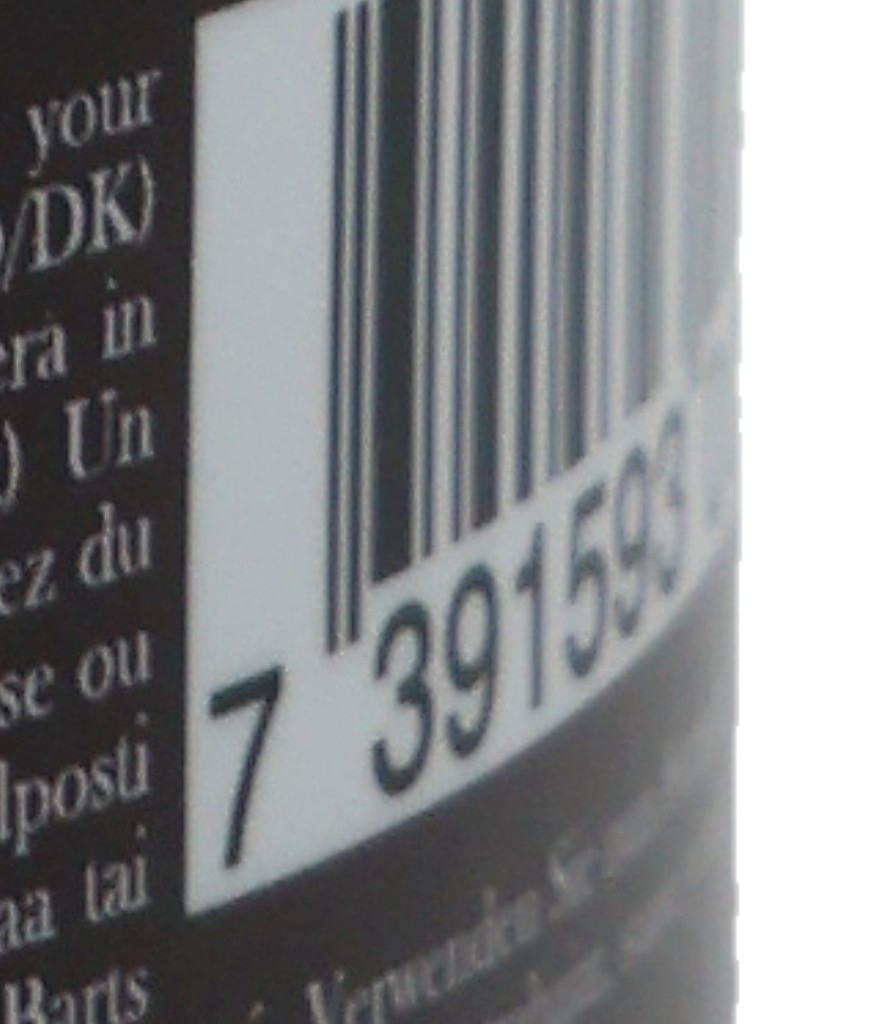 your
/DK)
era in
) Un
ez du
se ou
lposti
aa tai
Barts
7 391593
Verwenden Sie